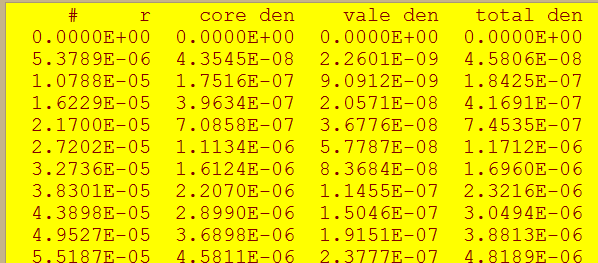 # r core den vale den total den
0.0000E+00 0.0000E+00 0.0000E+00 0.0000E+00
5.3789E-06 4.3545E-08 2.2601E-09 4.5806E-08
1.0788E-05 1.7516E-07 9.0912E-09 1.8425E-07
1.6229E-05 3.9634E-07 2.0571E-08 4.1691E-07
2.1700E-05 7.0858E-07 3.6776E-08 7.4535E-07
2.7202E-05 1.1134E-06 5.7787E-08 1.1712E-06
3.2736E-05 1.6124E-06 8.3684E-08 1.6960E-06
3.8301E-05 2.2070E-06 1.1455E-07 2.3216E-06
4.3898E-05 2.8990E-06 1.5046E-07 3.0494E-06
4.9527E-05 3.6898E-06 1.9151E-07 3.8813E-06
5.5187E-05 4.5811E-06 2.3777E-07 4.8189E-06